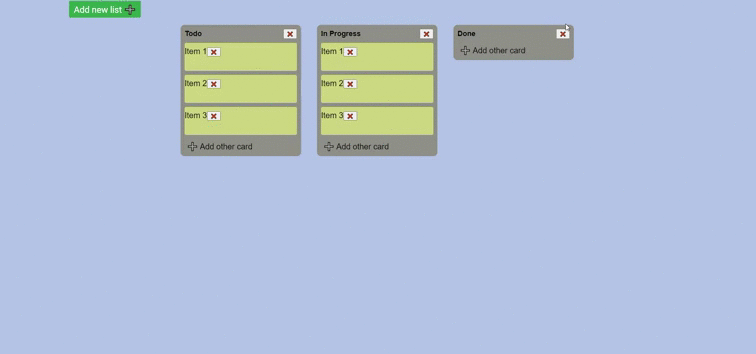 Add new list
Todo
Item 1
Item 2
Item 3
Add other card
In Progress
Item 1
Item 2
Item 3
Add other card
Done
Add other card